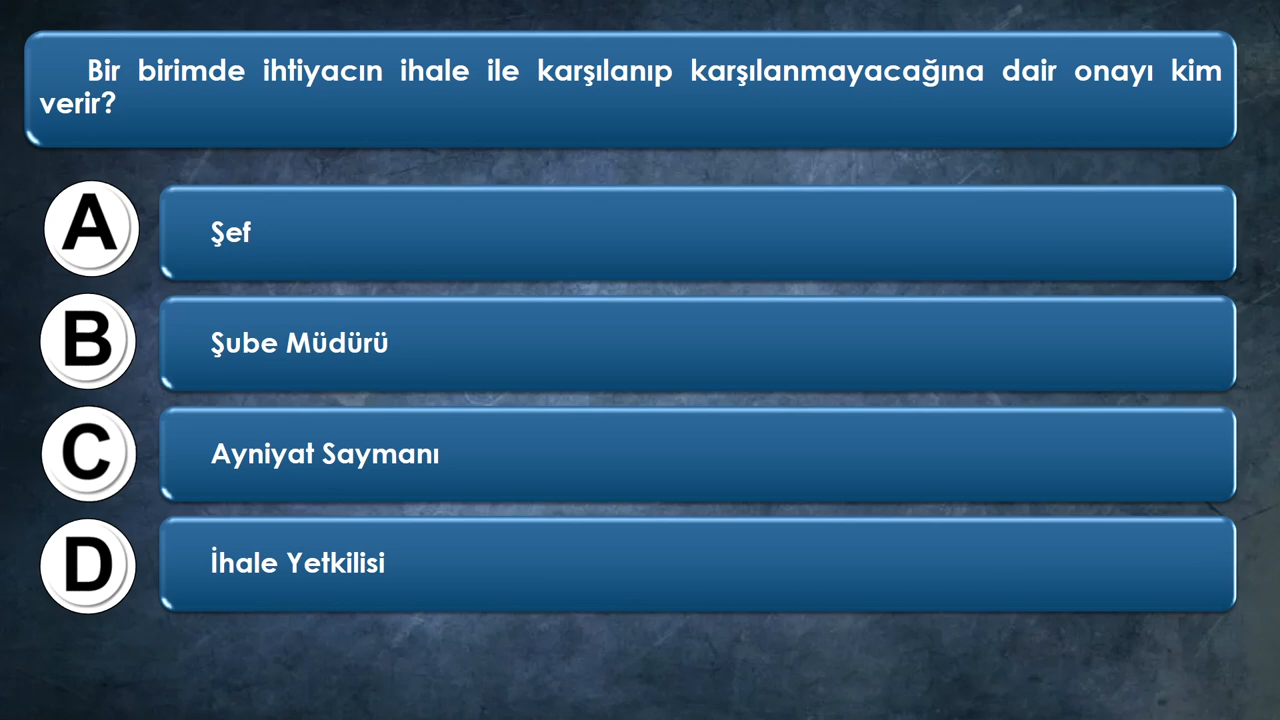 Bir birimde ihtiyacın ihale ile karşılanıp karşılanmayacağına dair onayı kim
verir?
A
Şef
B
Şube Müdürü
C
Ayniyat Saymanı
D
İhale Yetkilisi